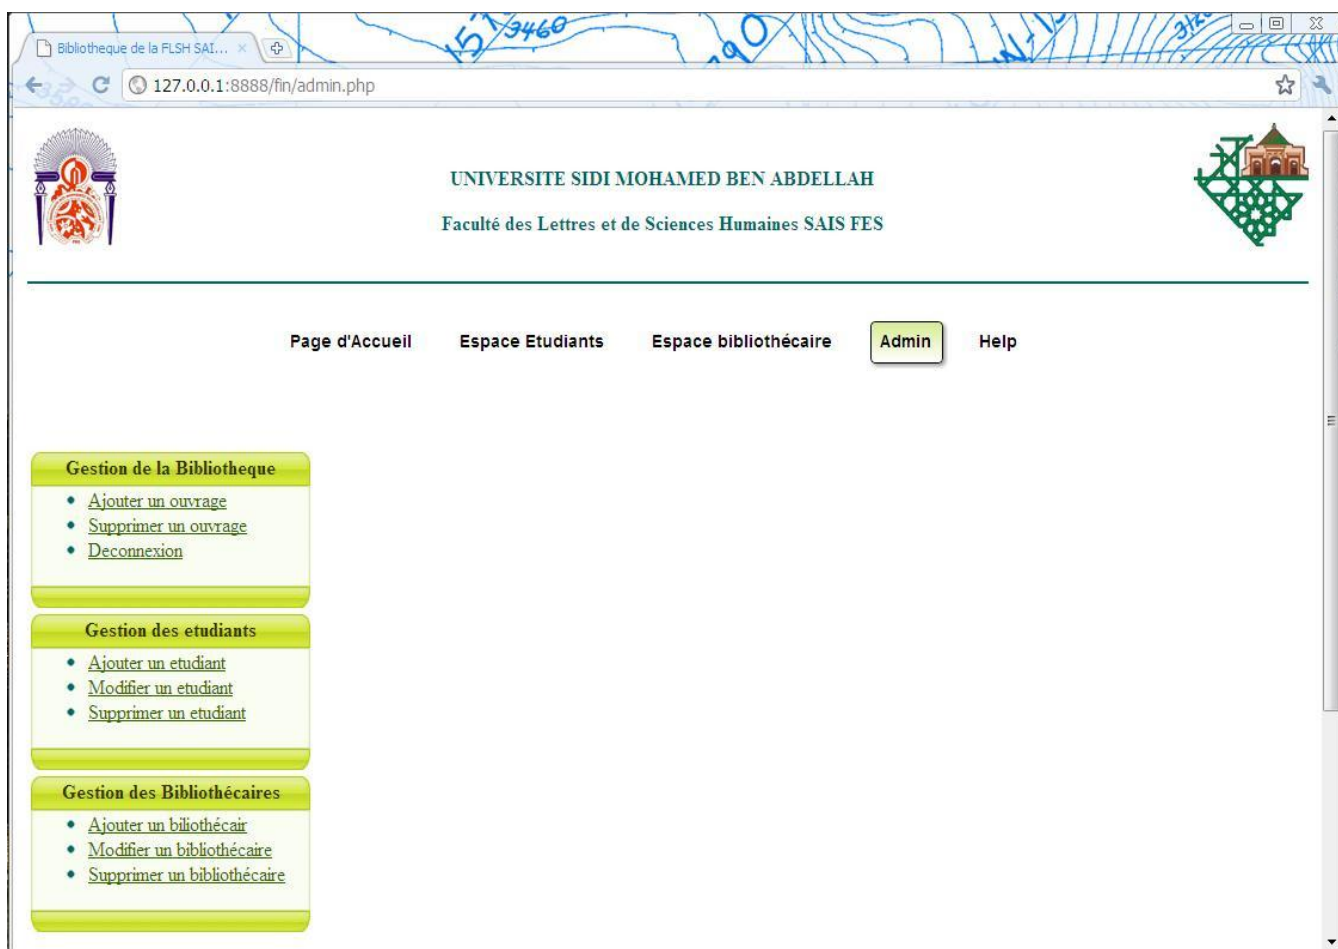 Bibliotheque de la FLSH SAI...
127.0.0.1:8888/fin/admin.php
UNIVERSITE SIDI MOHAMED BEN ABDELLAH
Faculté des Lettres et de Sciences Humaines SAIS FES
Page d'Accueil Espace Etudiants Espace bibliothécaire Admin Help
Gestion de la Bibliotheque
Ajouter un ouvrage
Supprimer un ouvrage
Deconnexion
Gestion des etudiants
Ajouter un etudiant
Modifier un etudiant
Supprimer un etudiant
Gestion des Bibliothécaires
Ajouter un biliothécair
Modifier un bibliothécaire
Supprimer un bibliothécaire